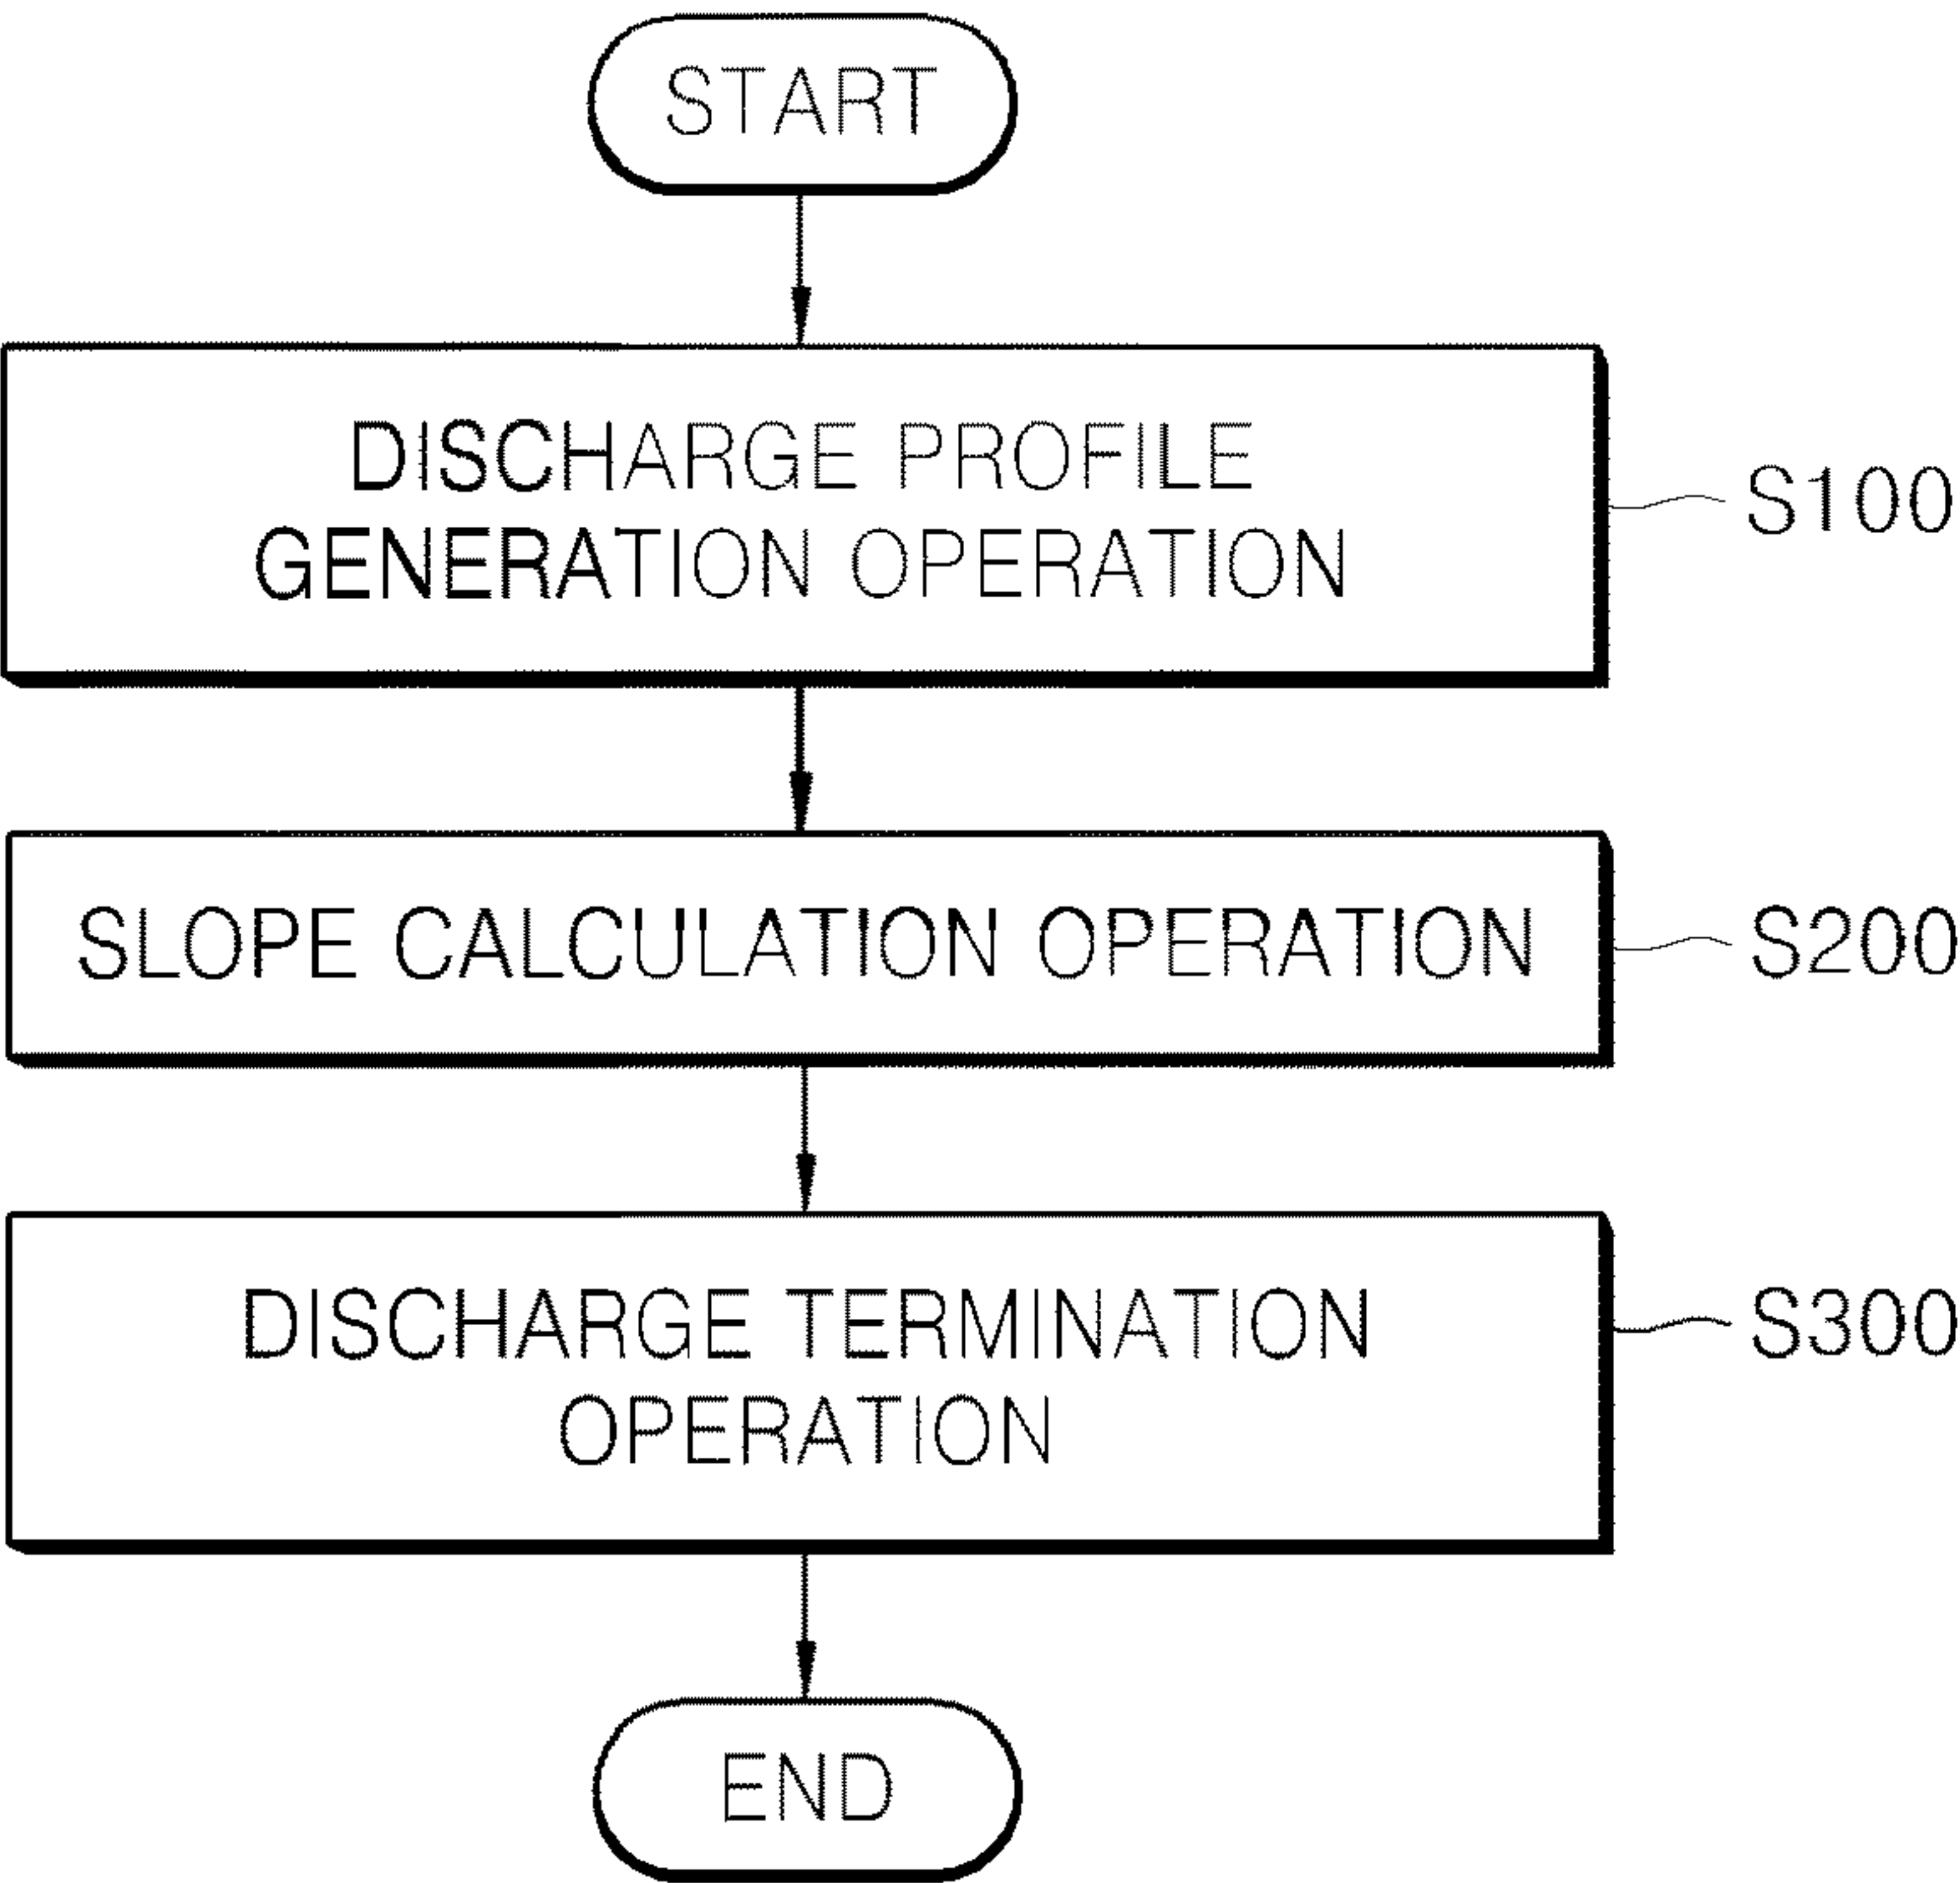 START
DISCHARGE PROFILE
GENERATION OPERATION
S100
SLOPE CALCULATION OPERATION
S200
DISCHARGE TERMINATION
OPERATION
S300
END